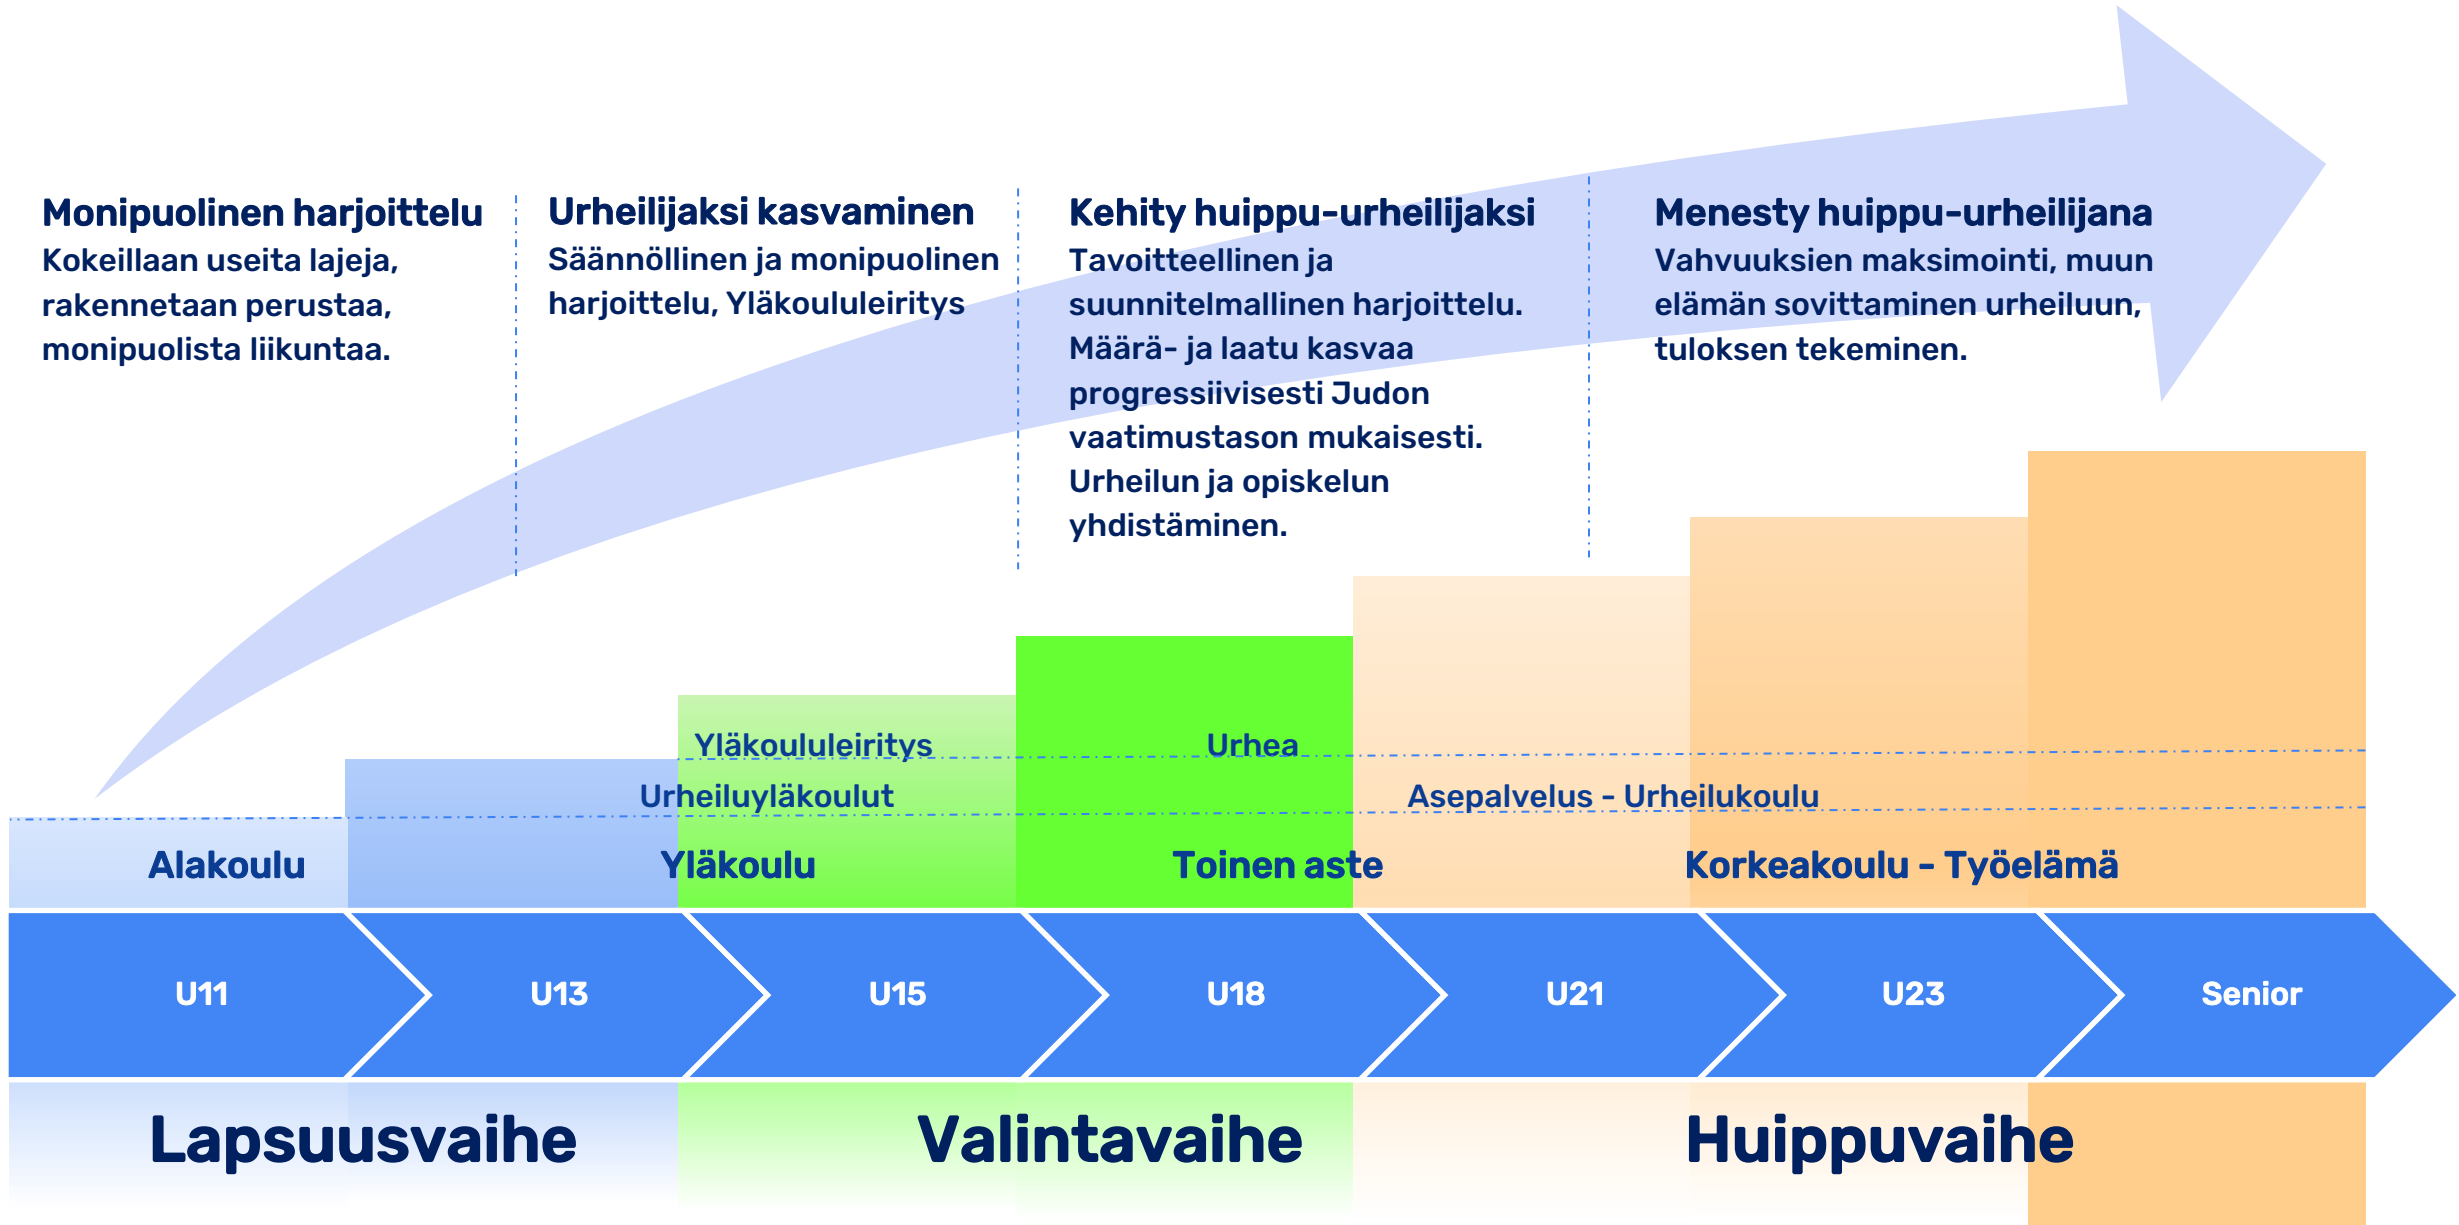 Monipuolinen harjoittelu
Kokeillaan useita lajeja,
rakennetaan perustaa,
monipuolista liikuntaa.
Urheilijaksi kasvaminen
Säännöllinen ja monipuolinen
harjoittelu, Yläkoululeiritys
Kehity huippu-urheilijaksi
Tavoitteellinen ja
suunnitelmallinen harjoittelu.
Määrä- ja laatu kasvaa
progressiivisesti Judon
vaatimustason mukaisesti.
Urheilun ja opiskelun
yhdistäminen.
Menesty huippu-urheilijana
Vahvuuksien maksimointi, muun
elämän sovittaminen urheiluun,
tuloksen tekeminen.
Yläkoululeiritys
Urhea
Urheiluyläkoulut
Asepalvelus - Urheilukoulu
Alakoulu
Yläkoulu
Toinen aste
Korkeakoulu - Työelämä
U11
U13
U15
U18
U21
U23
Senior
Lapsuusvaihe
Valintavaihe
Huippuvaihe